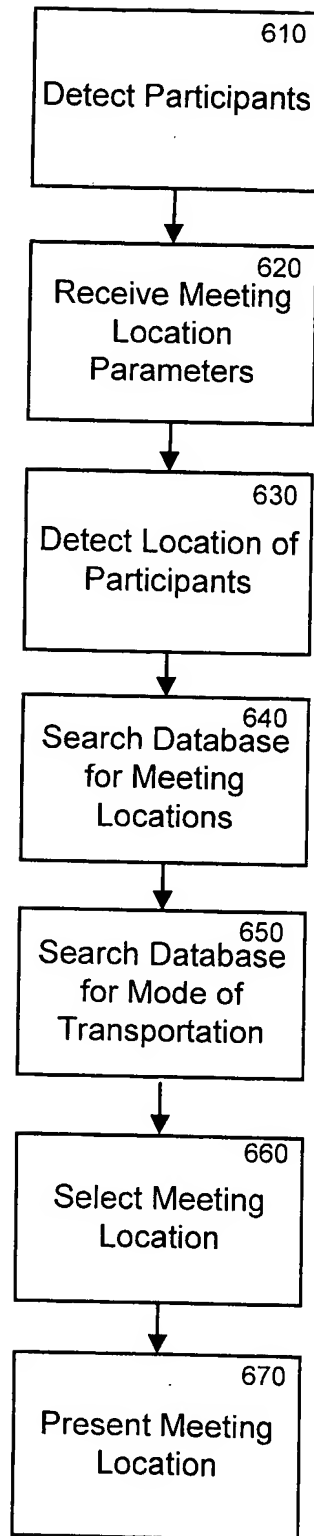 610
Detect Participants
620
Receive Meeting
Location
Parameters
630
Detect Location of
Participants
640
Search Database
for Meeting
Locations
650
Search Database
for Mode of
Transportation
660
Select Meeting
Location
670
Present Meeting
Location